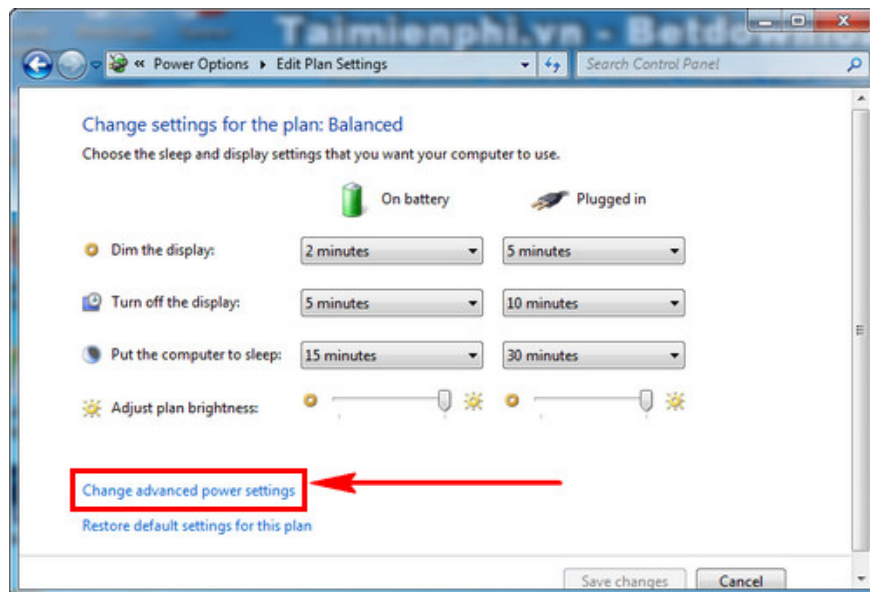 Taimienphi.vn - Betdown
« Power Options ▸ Edit Plan Settings
Search Control Panel
Change settings for the plan: Balanced
Choose the sleep and display settings that you want your computer to use.
On battery Plugged in
Dim the display: 2 minutes 5 minutes
Turn off the display: 5 minutes 10 minutes
Put the computer to sleep: 15 minutes 30 minutes
Adjust plan brightness:
Change advanced power settings
Restore default settings for this plan
Save changes Cancel